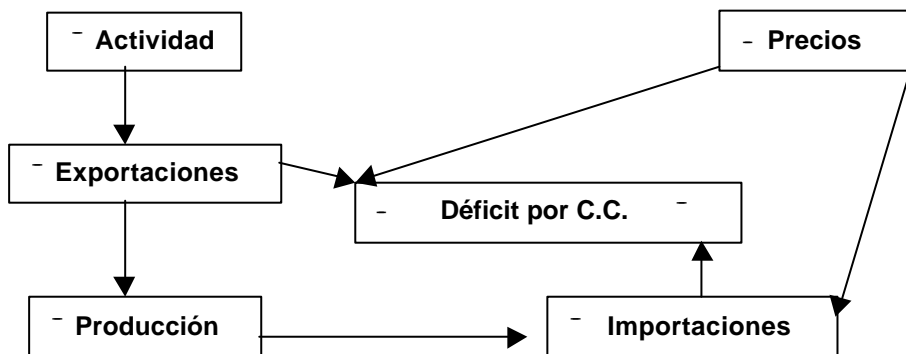 ¯ Actividad
– Precios
¯ Exportaciones
– Déficit por C.C. ¯
¯ Producción
¯ Importaciones